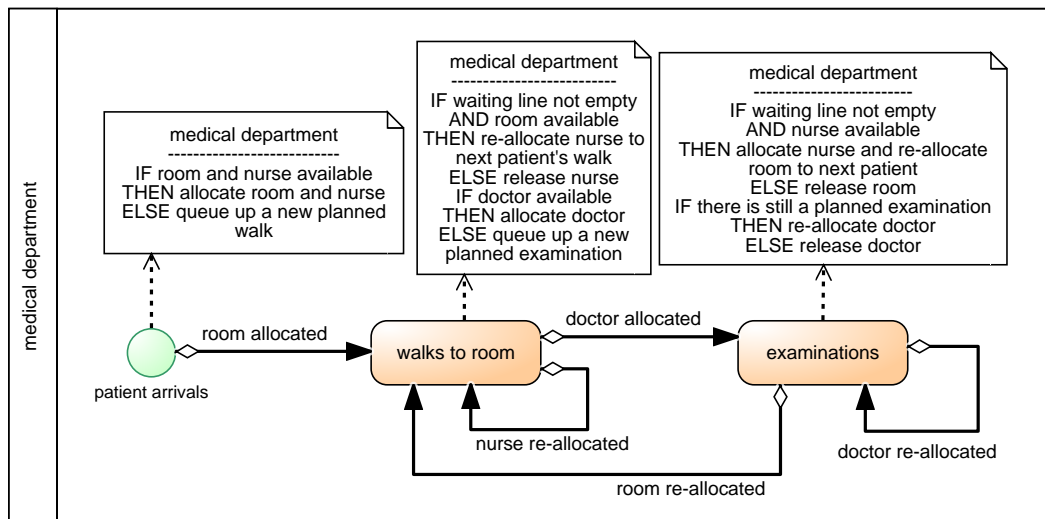 medical department
medical department
---------------------------
IF room and nurse available
THEN allocate room and nurse
ELSE queue up a new planned
walk
medical department
--------------------------
IF waiting line not empty
AND room available
THEN re-allocate nurse to
next patient's walk
ELSE release nurse
IF doctor available
THEN allocate doctor
ELSE queue up a new
planned examination
medical department
-------------------------
IF waiting line not empty
AND nurse available
THEN allocate nurse and re-allocate
room to next patient
ELSE release room
IF there is still a planned examination
THEN re-allocate doctor
ELSE release doctor
patient arrivals
room allocated
walks to room
doctor allocated
examinations
nurse re-allocated
doctor re-allocated
room re-allocated